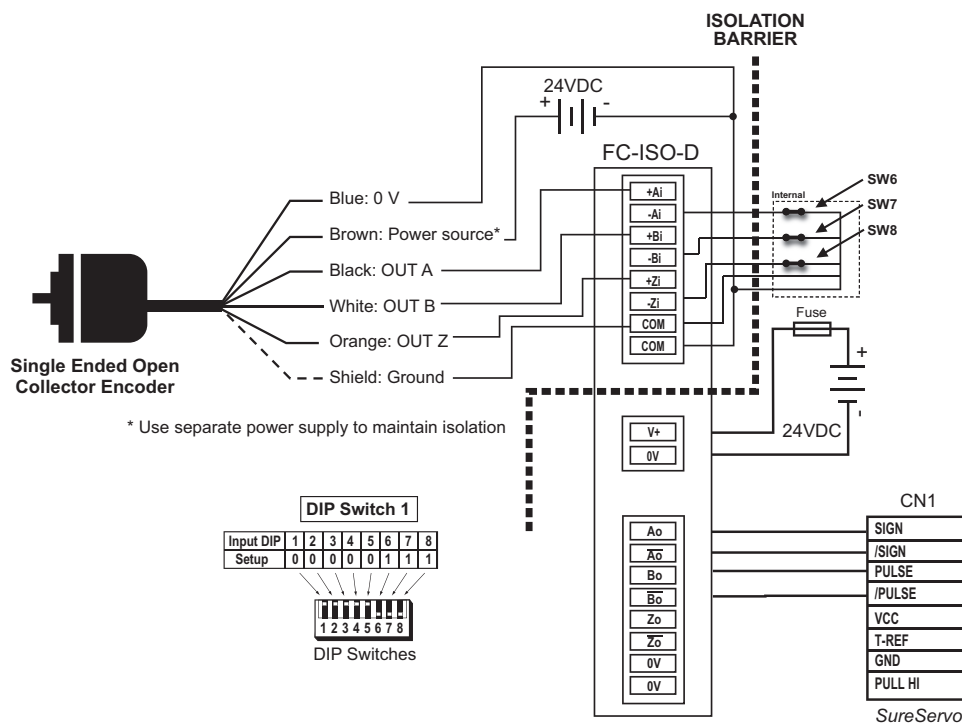 ISOLATION
BARRIER
24VDC
+ -
FC-ISO-D
+Ai
-Ai
+Bi
-Bi
+Zi
-Zi
COM
COM
Internal
SW6
SW7
SW8
Blue: 0 V
Brown: Power source*
Black: OUT A
White: OUT B
Orange: OUT Z
Shield: Ground
Single Ended Open
Collector Encoder
* Use separate power supply to maintain isolation
Fuse
+
-
24VDC
V+
0V
DIP Switch 1
Input DIP 1 2 3 4 5 6 7 8
Setup 0 0 0 0 0 1 1 1
1 2 3 4 5 6 7 8
DIP Switches
Ao
A̅o̅
Bo
B̅o̅
Zo
Z̅o̅
0V
0V
CN1
SIGN
/SIGN
PULSE
/PULSE
VCC
T-REF
GND
PULL HI
SureServo